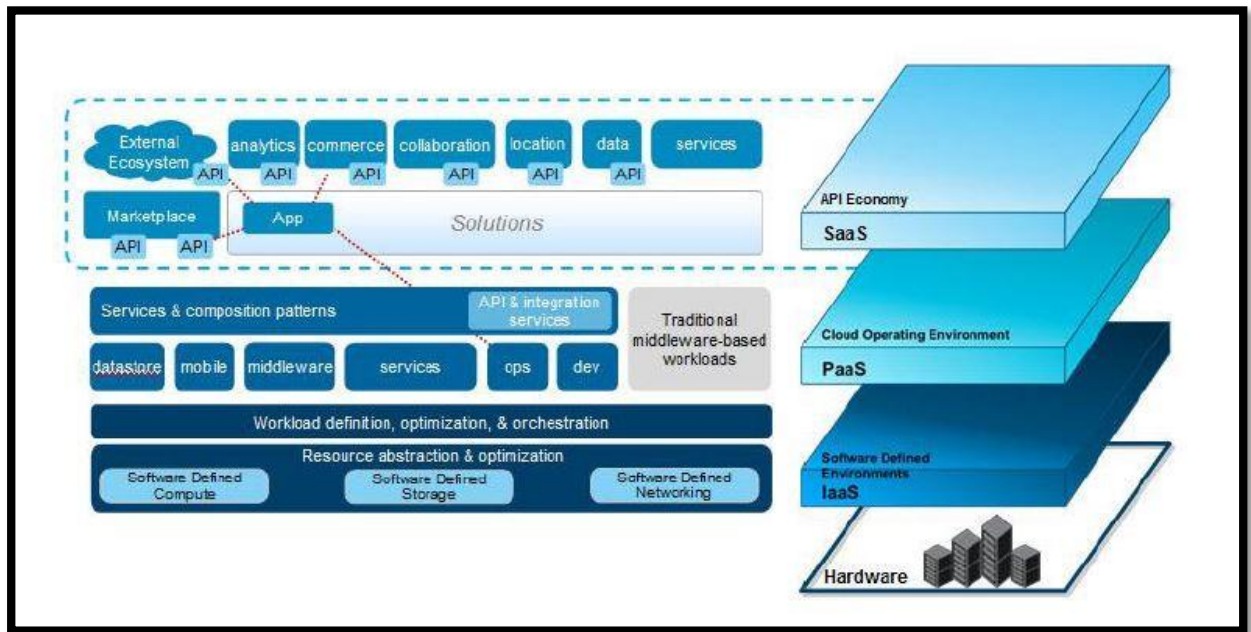 External
Ecosystem
API
analytics
API
commerce
API
collaboration
API
location
API
data
API
services
Marketplace
API
API
App
Solutions
Services & composition patterns
API & integration
services
Traditional
middleware-based
workloads
datastore
mobile
middleware
services
ops
dev
Workload definition, optimization, & orchestration
Resource abstraction & optimization
Software Defined
Compute
Software Defined
Storage
Software Defined
Networking
API Economy
SaaS
Cloud Operating Environment
PaaS
Software Defined
Environments
IaaS
Hardware